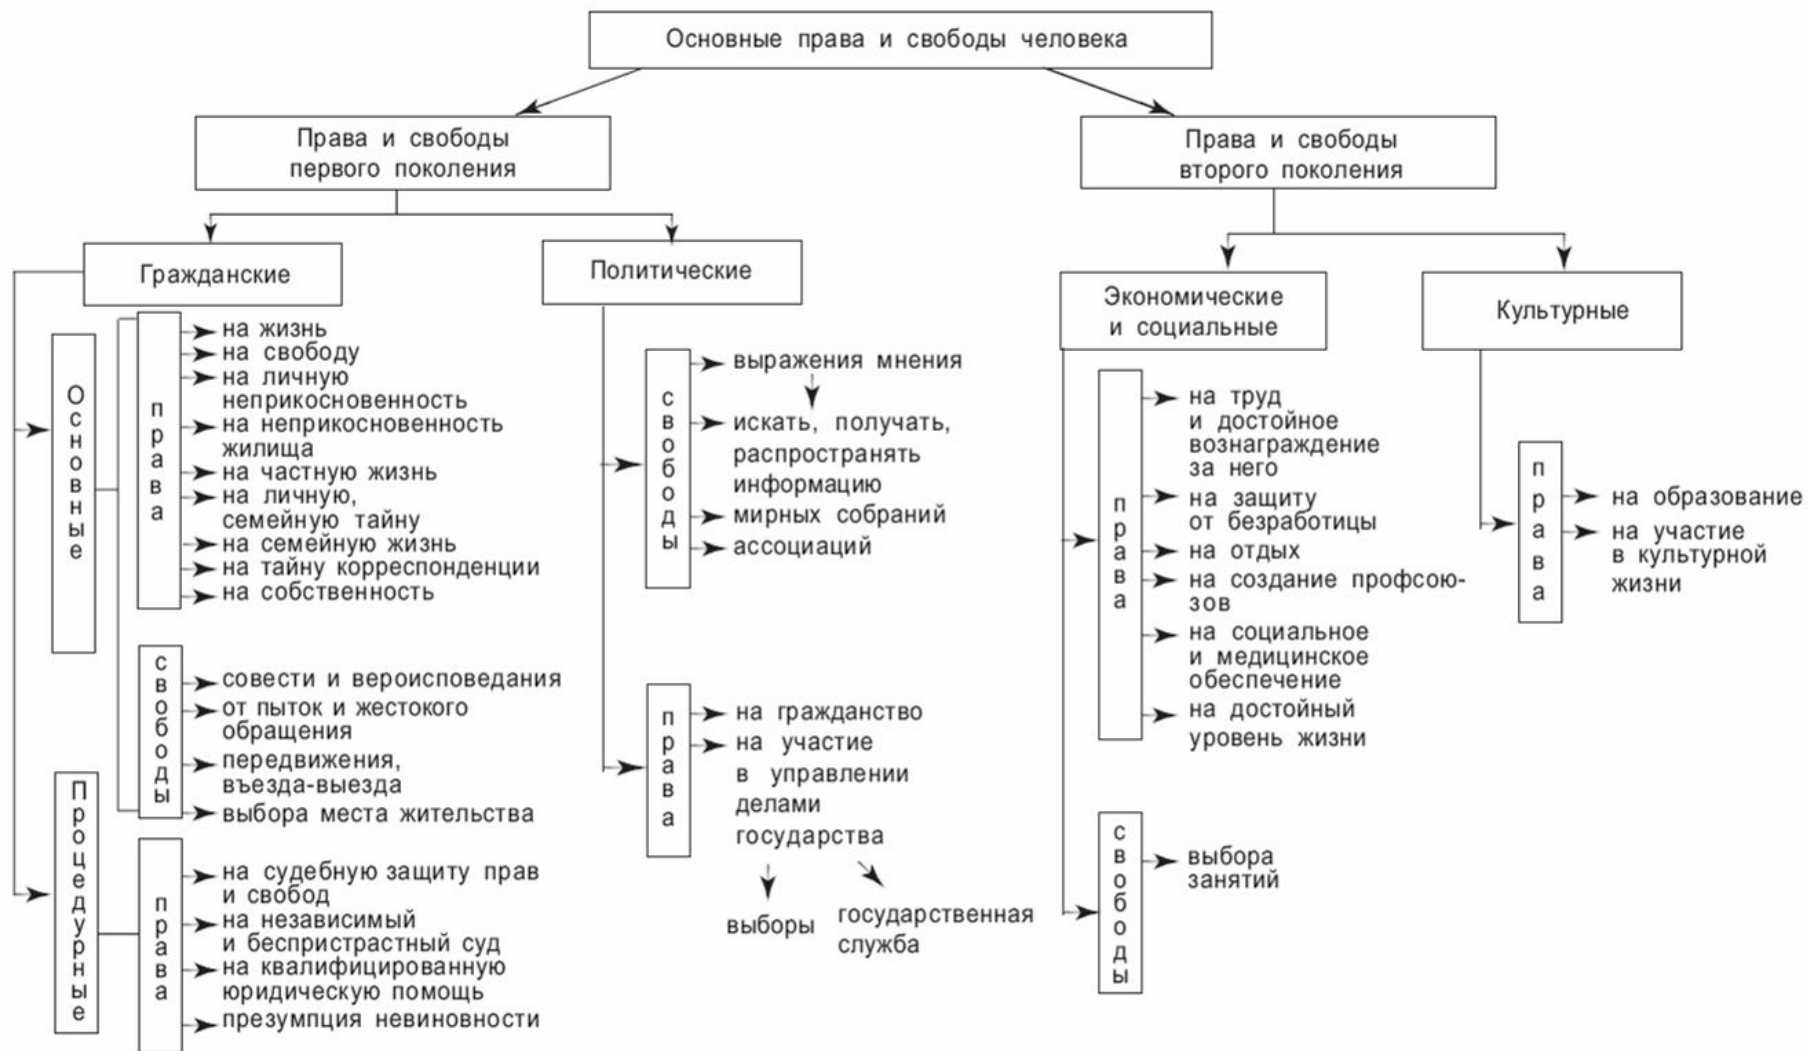 Основные права и свободы человека
Права и свободы
первого поколения
Права и свободы
второго поколения
Гражданские
Политические
Экономические
и социальные
Культурные
Основные
права
на жизнь
на свободу
на личную
неприкосновенность
на неприкосновенность
жилища
на частную жизнь
на личную,
семейную тайну
на семейную жизнь
на тайну корреспонденции
на собственность
свободы
совести и вероисповедания
от пыток и жестокого
обращения
передвижения,
въезда-выезда
выбора места жительства
Процедурные
права
на судебную защиту прав
и свобод
на независимый
и беспристрастный суд
на квалифицированную
юридическую помощь
презумпция невиновности
свободы
выражения мнения
искать, получать,
распространять
информацию
мирных собраний
ассоциаций
права
на гражданство
на участие
в управлении
делами
государства
выборы
государственная
служба
права
на труд
и достойное
вознаграждение
за него
на защиту
от безработицы
на отдых
на создание профсою-
зов
на социальное
и медицинское
обеспечение
на достойный
уровень жизни
свободы
выбора
занятий
права
на образование
на участие
в культурной
жизни